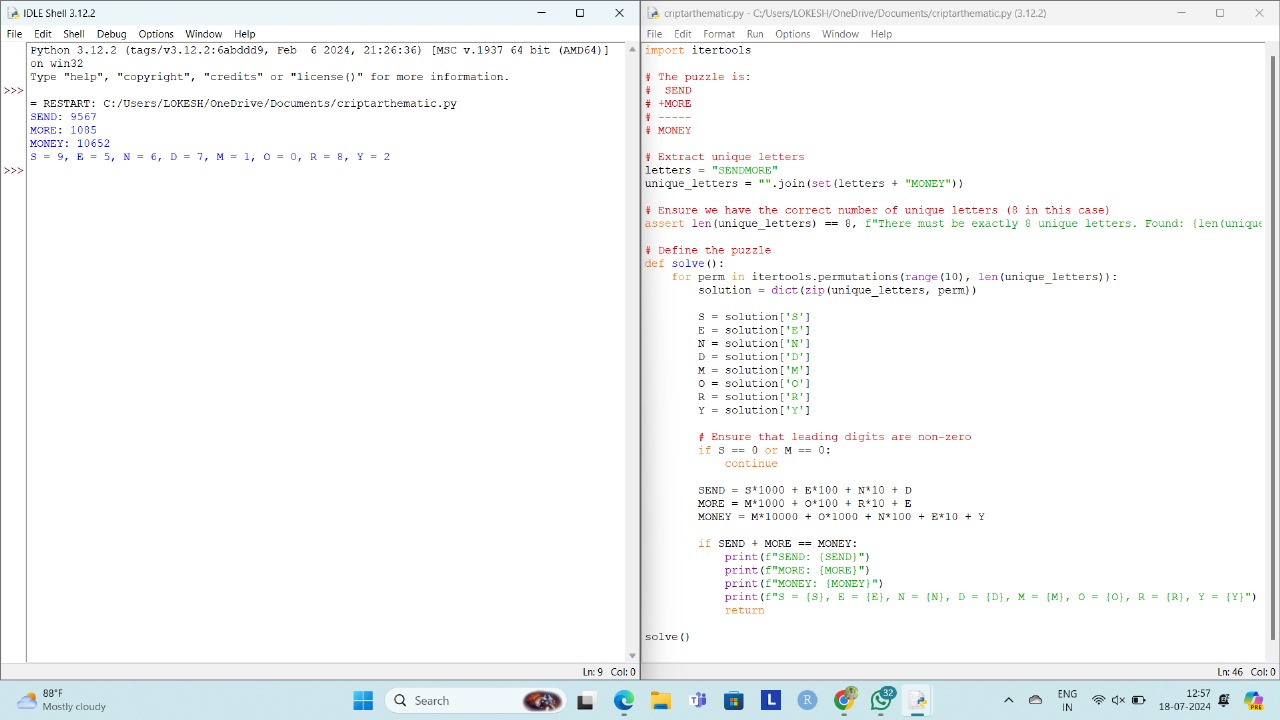 IDLE Shell 3.12.2
File Edit Shell Debug Options Window Help
Python 3.12.2 (tags/v3.12.2:6abddd9, Feb  6 2024, 21:26:36) [MSC v.1937 64 bit (AMD64)]
on win32
Type "help", "copyright", "credits" or "license()" for more information.
>>>
= RESTART: C:/Users/LOKESH/OneDrive/Documents/criptarthematic.py
SEND: 9567
MORE: 1085
MONEY: 10652
S = 9, E = 5, N = 6, D = 7, M = 1, O = 0, R = 8, Y = 2
>>>
Ln: 9 Col: 0
criptarthematic.py - C:/Users/LOKESH/OneDrive/Documents/criptarthematic.py (3.12.2)
File Edit Format Run Options Window Help
import itertools
# The puzzle is:
#  SEND
# +MORE
# -----
# MONEY
# Extract unique letters
letters = "SENDMORE"
unique_letters = "".join(set(letters + "MONEY"))
# Ensure we have the correct number of unique letters (8 in this case)
assert len(unique_letters) == 8, f"There must be exactly 8 unique letters. Found: {len(unique
# Define the puzzle
def solve():
    for perm in itertools.permutations(range(10), len(unique_letters)):
        solution = dict(zip(unique_letters, perm))
        S = solution['S']
        E = solution['E']
        N = solution['N']
        D = solution['D']
        M = solution['M']
        O = solution['O']
        R = solution['R']
        Y = solution['Y']
        # Ensure that leading digits are non-zero
        if S == 0 or M == 0:
            continue
        SEND = S*1000 + E*100 + N*10 + D
        MORE = M*1000 + O*100 + R*10 + E
        MONEY = M*10000 + O*1000 + N*100 + E*10 + Y
        if SEND + MORE == MONEY:
            print(f"SEND: {SEND}")
            print(f"MORE: {MORE}")
            print(f"MONEY: {MONEY}")
            print(f"S = {S}, E = {E}, N = {N}, D = {D}, M = {M}, O = {O}, R = {R}, Y = {Y}")
            return
solve()
Ln: 46 Col: 0
88°F
Mostly cloudy
Search
L
R
32
ENG
IN
12:57
18-07-2024
PRE